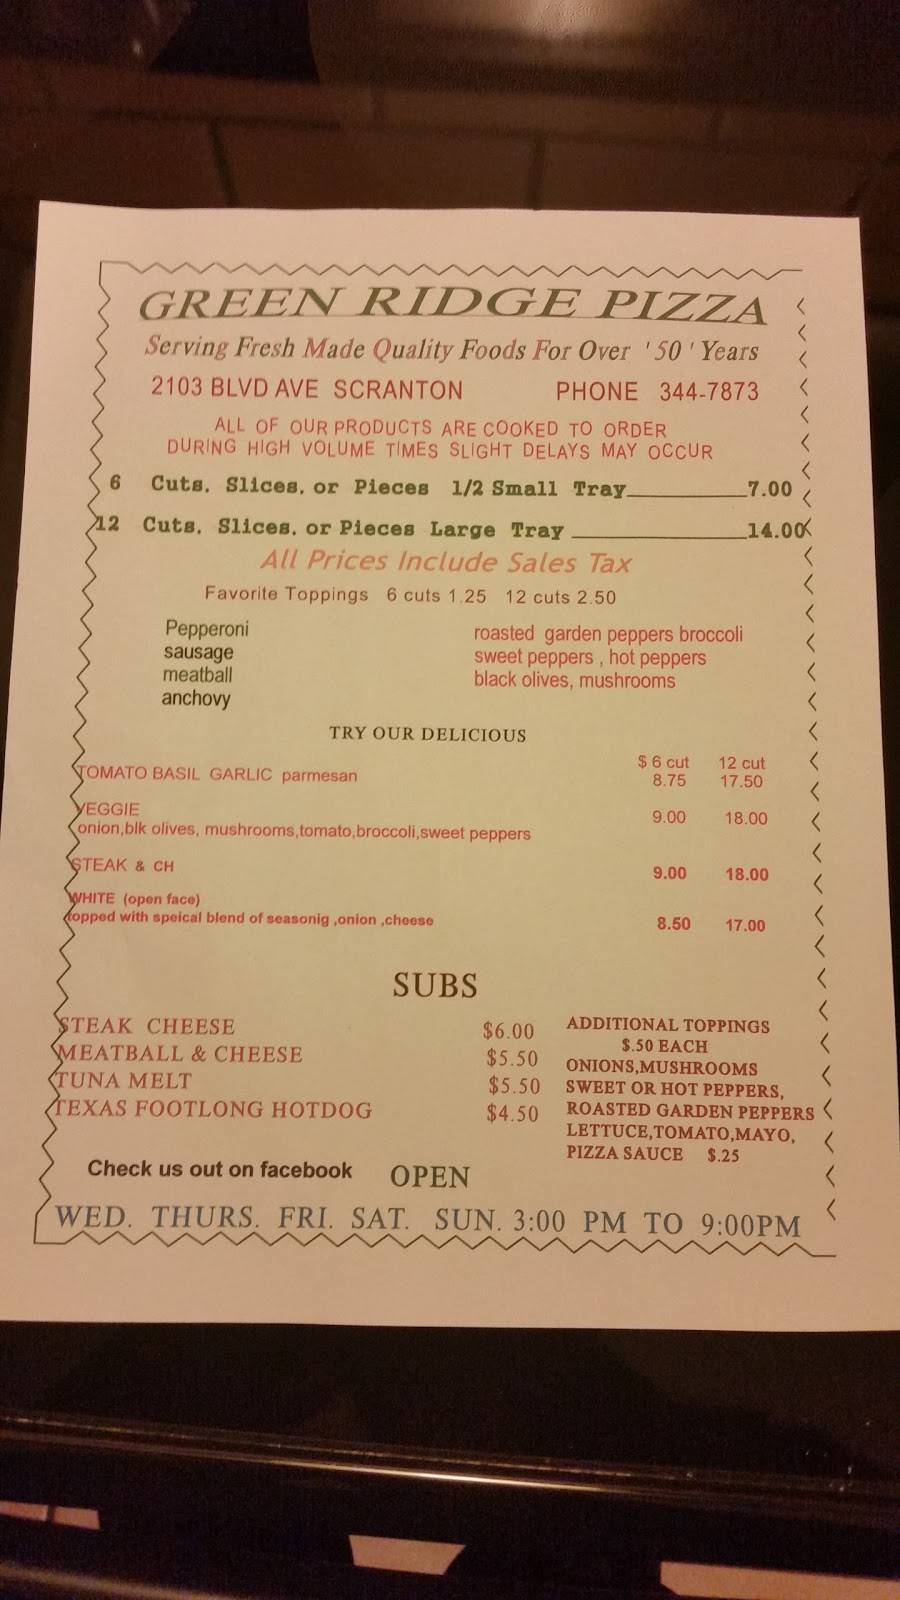 GREEN RIDGE PIZZA
Serving Fresh Made Quality Foods For Over '50' Years
2103 BLVD AVE SCRANTON PHONE 344-7873
ALL OF OUR PRODUCTS ARE COOKED TO ORDER
DURING HIGH VOLUME TIMES SLIGHT DELAYS MAY OCCUR
6 Cuts. Slices. or Pieces 1/2 Small Tray_________7.00
12 Cuts. Slices. or Pieces Large Tray_____________14.00
All Prices Include Sales Tax
Favorite Toppings 6 cuts 1.25 12 cuts 2.50
Pepperoni
sausage
meatball
anchovy
roasted garden peppers broccoli
sweet peppers , hot peppers
black olives, mushrooms
TRY OUR DELICIOUS
$ 6 cut 12 cut
TOMATO BASIL GARLIC parmesan 8.75 17.50
VEGGIE
onion,blk olives, mushrooms,tomato,broccoli,sweet peppers 9.00 18.00
STEAK & CH 9.00 18.00
WHITE (open face)
topped with speical blend of seasonig ,onion ,cheese 8.50 17.00
SUBS
STEAK CHEESE $6.00
MEATBALL & CHEESE $5.50
TUNA MELT $5.50
TEXAS FOOTLONG HOTDOG $4.50
ADDITIONAL TOPPINGS
$.50 EACH
ONIONS,MUSHROOMS
SWEET OR HOT PEPPERS,
ROASTED GARDEN PEPPERS
LETTUCE,TOMATO,MAYO,
PIZZA SAUCE $.25
Check us out on facebook OPEN
WED. THURS. FRI. SAT. SUN. 3:00 PM TO 9:00PM